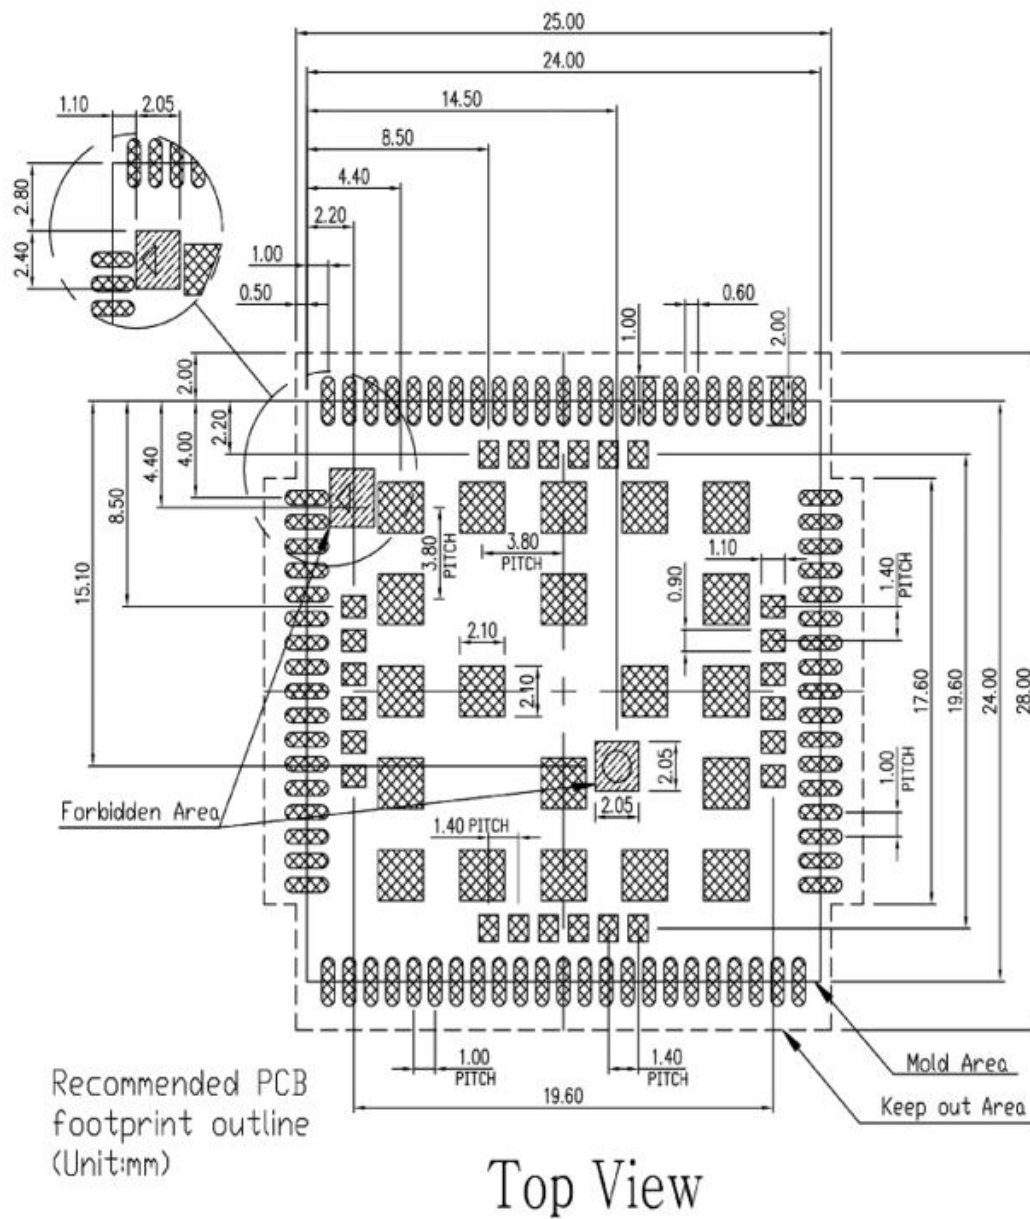 25.00
24.00
14.50
1.10
2.05
8.50
4.40
2.80
2.20
2.40
1.00
0.50
1.00
0.60
2.00
2.00
2.20
4.00
4.40
8.50
15.10
3.80
PITCH
3.80
PITCH
1.10
1.40
PITCH
0.90
2.10
2.10
17.60
19.60
24.00
28.00
2.05
2.05
1.00
PITCH
Forbidden Area
1.40 PITCH
1.00
PITCH
1.40
PITCH
19.60
Mold Area
Keep out Area
Recommended PCB
footprint outline
(Unit:mm)
Top View